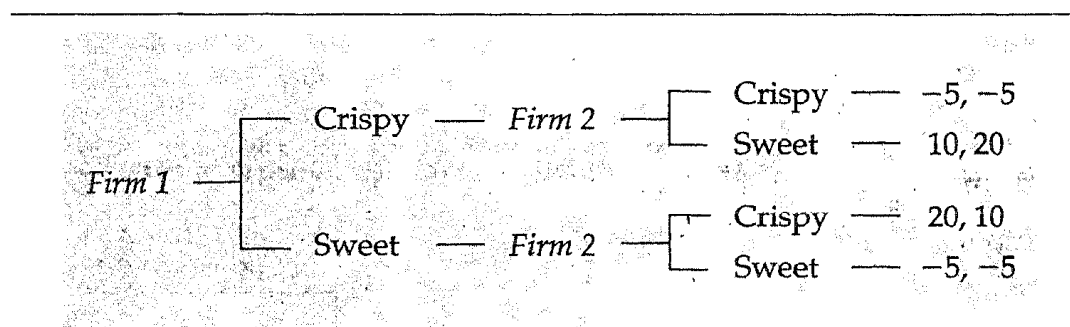 Crispy — −5, −5
Crispy — Firm 2
Sweet — 10, 20
Firm 1
Crispy — 20, 10
Sweet — Firm 2
Sweet — −5, −5